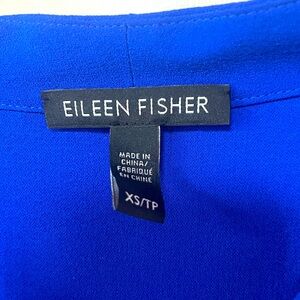 EILEEN FISHER
MADE IN
CHINA/
FABRIQUÉ
EN CHINE
XS/TP